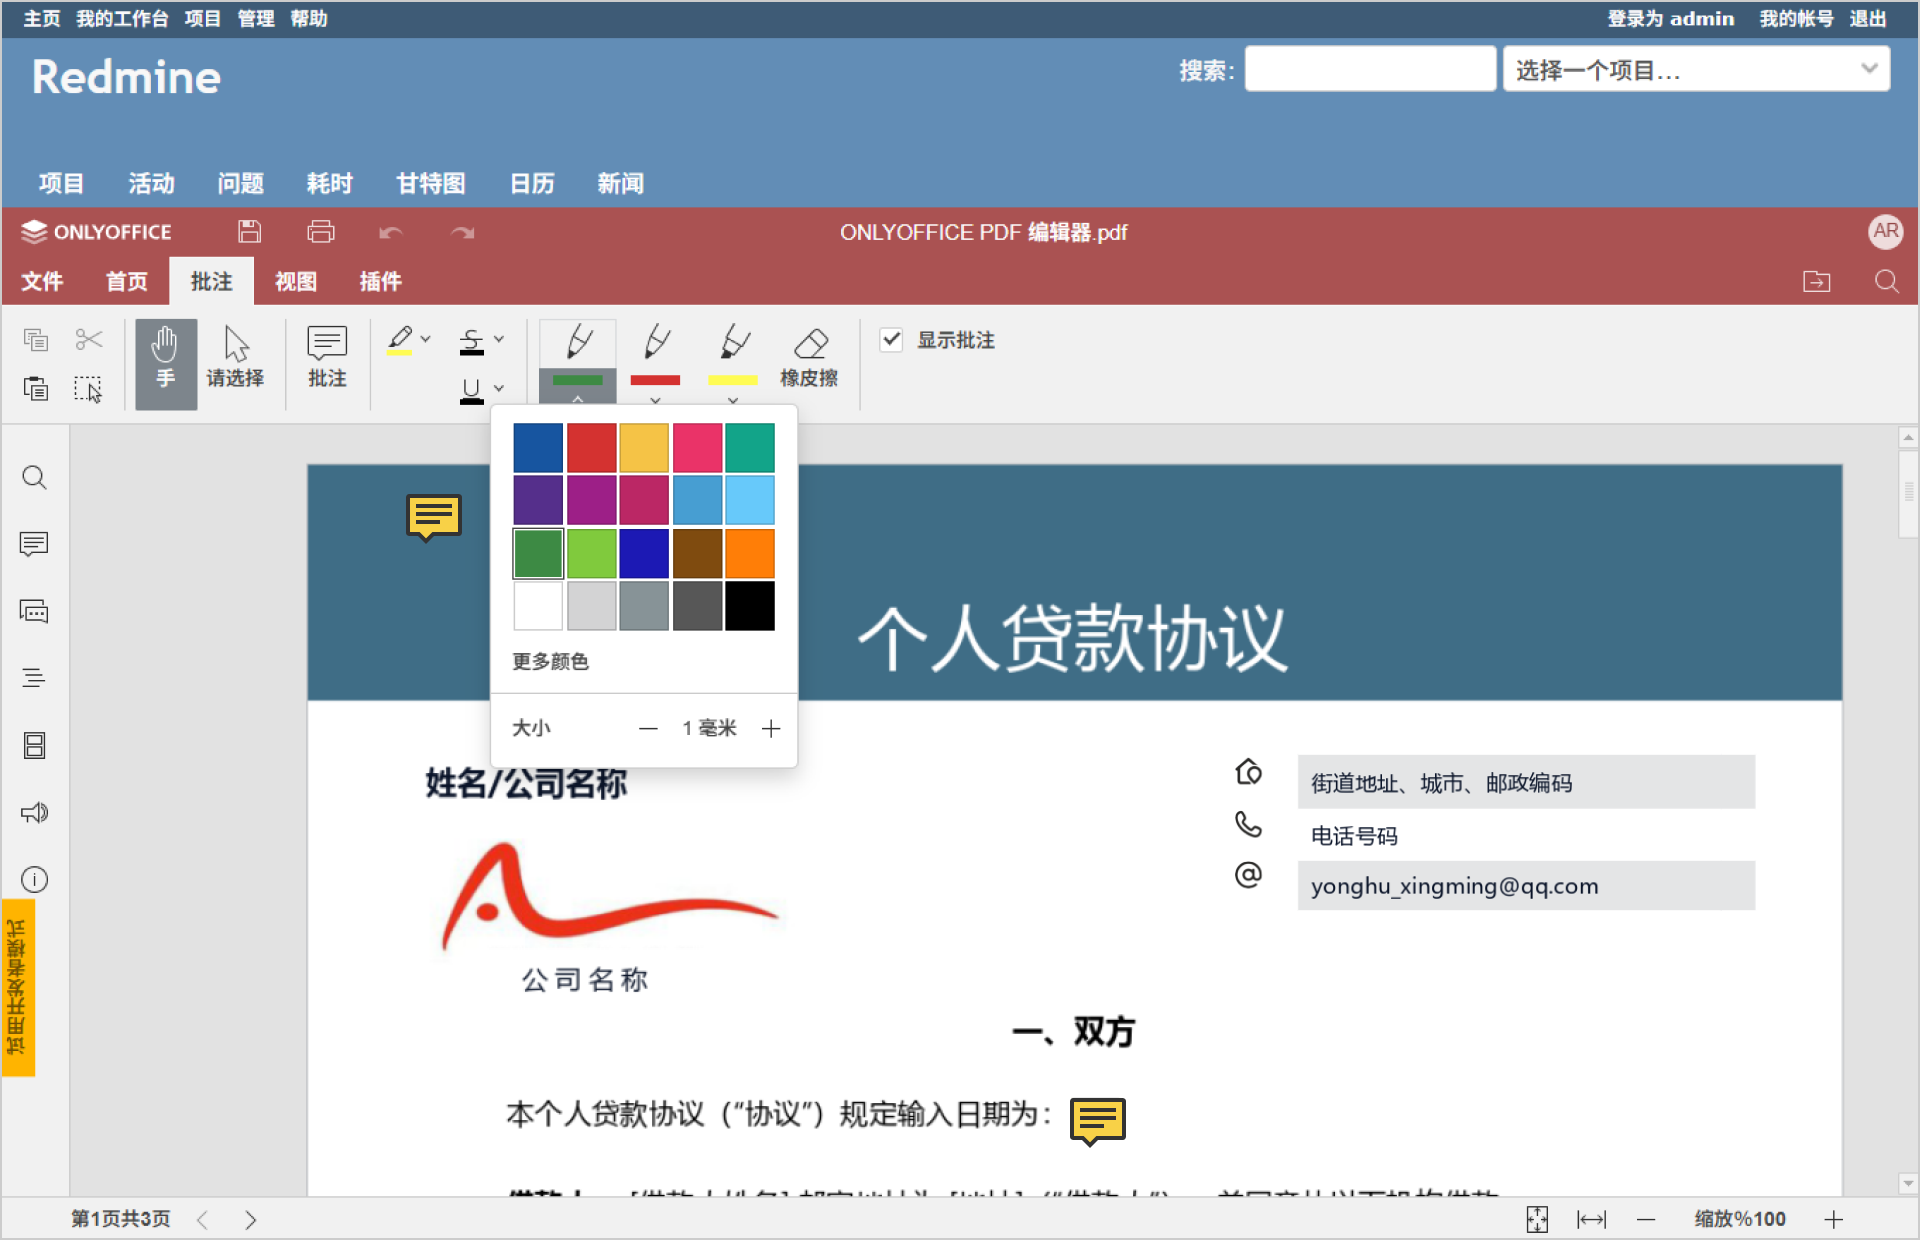 主页 我的工作台 项目 管理 帮助
登录为 admin 我的帐号 退出
Redmine
搜索:
选择一个项目...
项目 活动 问题 耗时 甘特图 日历 新闻
ONLYOFFICE
ONLYOFFICE PDF 编辑器.pdf
AR
文件 首页 批注 视图 插件
手 请选择 批注 橡皮擦
显示批注
更多颜色
大小 1 毫米
个人贷款协议
姓名/公司名称
街道地址、城市、邮政编码
电话号码
yonghu_xingming@qq.com
公司名称
试用开发者模式
一、双方
本个人贷款协议（“协议”）规定输入日期为：
第1页共3页
缩放%100